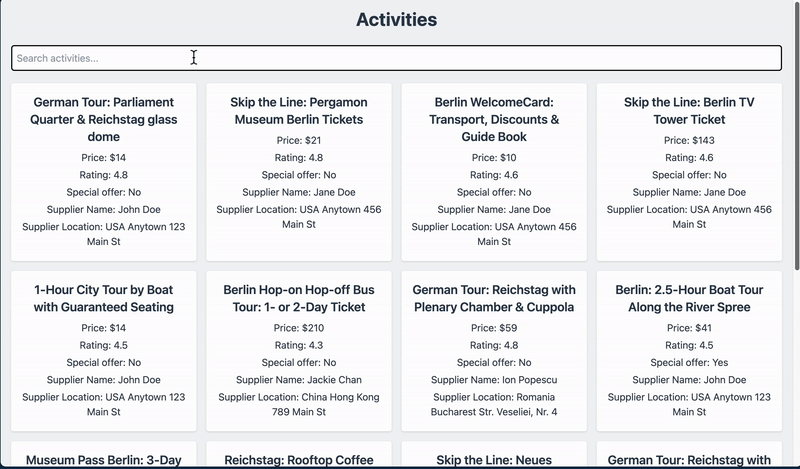 Activities
Search activities...
German Tour: Parliament
Quarter & Reichstag glass
dome
Price: $14
Rating: 4.8
Special offer: No
Supplier Name: John Doe
Supplier Location: USA Anytown 123
Main St
Skip the Line: Pergamon
Museum Berlin Tickets
Price: $21
Rating: 4.8
Special offer: No
Supplier Name: Jane Doe
Supplier Location: USA Anytown 456
Main St
Berlin WelcomeCard:
Transport, Discounts &
Guide Book
Price: $10
Rating: 4.6
Special offer: No
Supplier Name: Jane Doe
Supplier Location: USA Anytown 456
Main St
Skip the Line: Berlin TV
Tower Ticket
Price: $143
Rating: 4.6
Special offer: No
Supplier Name: Jane Doe
Supplier Location: USA Anytown 456
Main St
1-Hour City Tour by Boat
with Guaranteed Seating
Price: $14
Rating: 4.5
Special offer: No
Supplier Name: John Doe
Supplier Location: USA Anytown 123
Main St
Berlin Hop-on Hop-off Bus
Tour: 1- or 2-Day Ticket
Price: $210
Rating: 4.3
Special offer: No
Supplier Name: Jackie Chan
Supplier Location: China Hong Kong
789 Main St
German Tour: Reichstag with
Plenary Chamber & Cuppola
Price: $59
Rating: 4.8
Special offer: No
Supplier Name: Ion Popescu
Supplier Location: Romania
Bucharest Str. Veseliei, Nr. 4
Berlin: 2.5-Hour Boat Tour
Along the River Spree
Price: $41
Rating: 4.5
Special offer: Yes
Supplier Name: John Doe
Supplier Location: USA Anytown 123
Main St
Museum Pass Berlin: 3-Day
Reichstag: Rooftop Coffee
Skip the Line: Neues
German Tour: Reichstag with